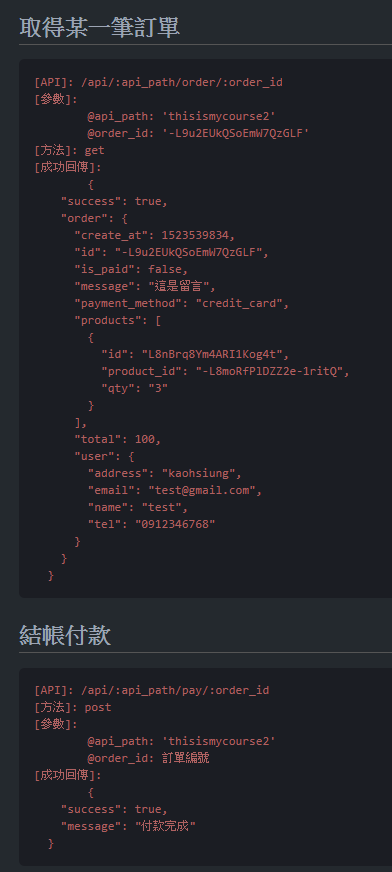 取得某一筆訂單
[API]: /api/:api_path/order/:order_id
[參數]:
@api_path: 'thisismycourse2'
@order_id: '-L9u2EUkQSoEmW7QzGLF'
[方法]: get
[成功回傳]:
{
"success": true,
"order": {
"create_at": 1523539834,
"id": "-L9u2EUkQSoEmW7QzGLF",
"is_paid": false,
"message": "這是留言",
"payment_method": "credit_card",
"products": [
{
"id": "L8nBrq8Ym4ARI1Kog4t",
"product_id": "-L8moRfPlDZZ2e-1ritQ",
"qty": "3"
}
],
"total": 100,
"user": {
"address": "kaohsiung",
"email": "test@gmail.com",
"name": "test",
"tel": "0912346768"
}
}
}
結帳付款
[API]: /api/:api_path/pay/:order_id
[方法]: post
[參數]:
@api_path: 'thisismycourse2'
@order_id: 訂單編號
[成功回傳]:
{
"success": true,
"message": "付款完成"
}